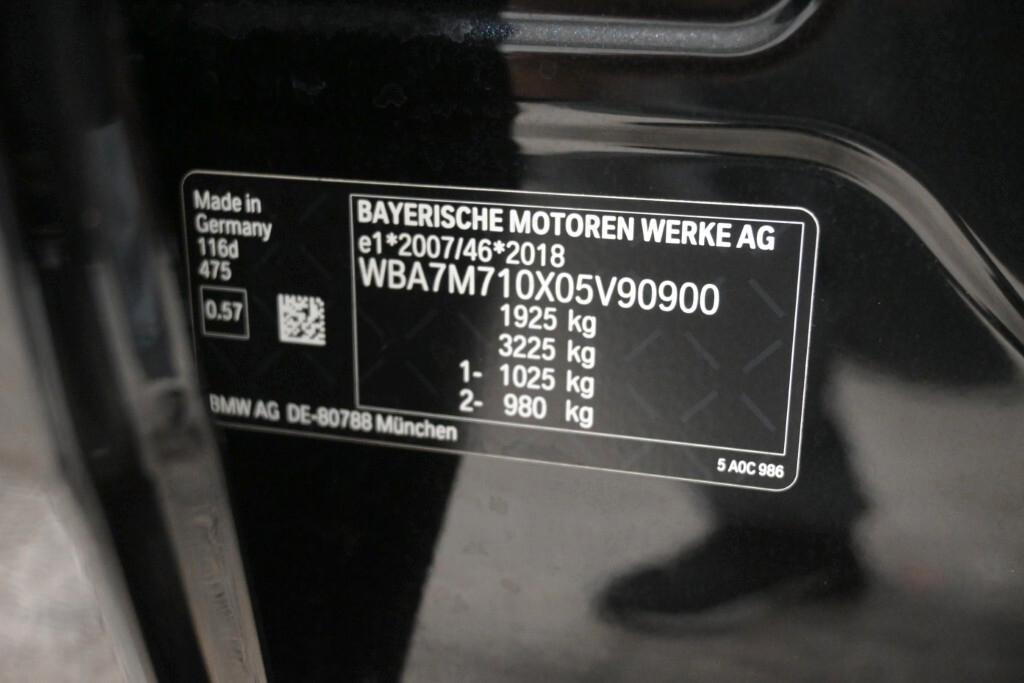 Made in
Germany
116d
475
0.57
BMW AG DE-80788 München
BAYERISCHE MOTOREN WERKE AG
e1*2007/46*2018
WBA7M710X05V90900
1925 kg
3225 kg
1- 1025 kg
2- 980 kg
5 A0C 986